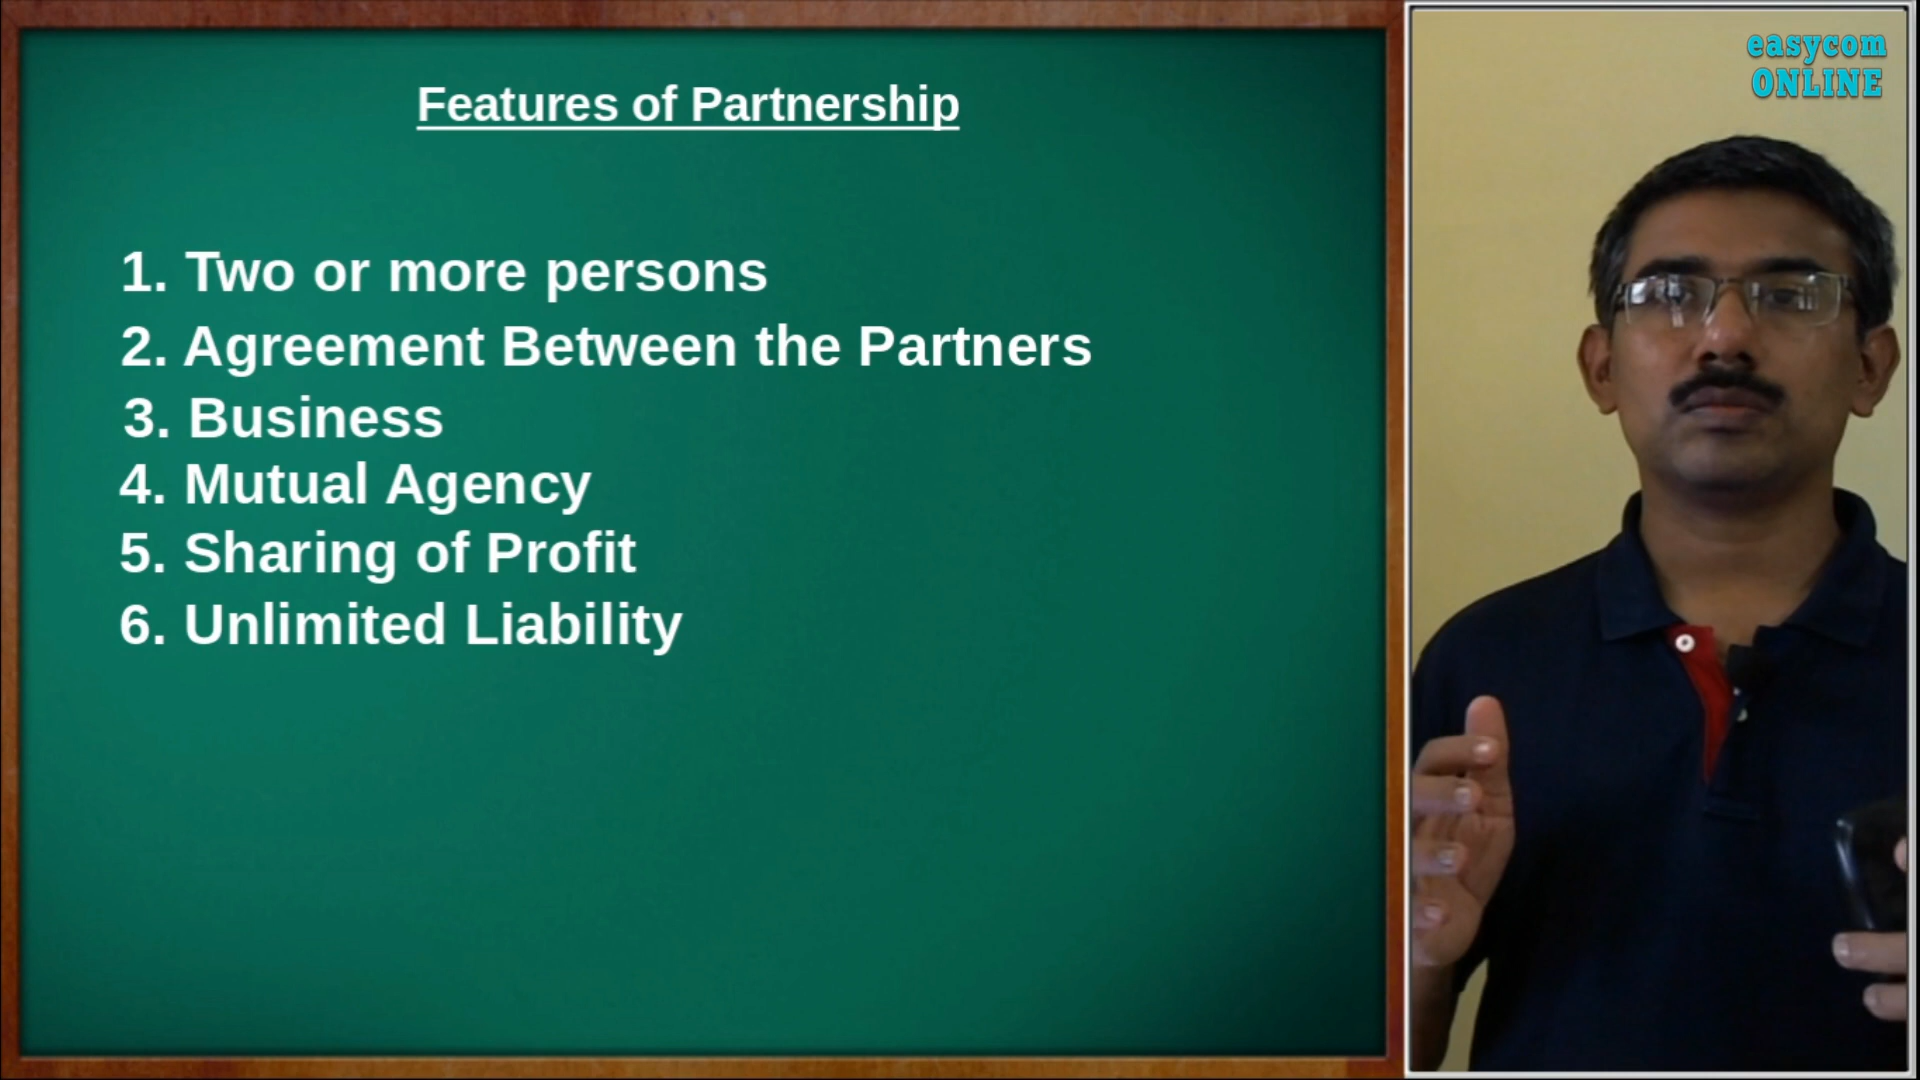 Features of Partnership
1. Two or more persons
2. Agreement Between the Partners
3. Business
4. Mutual Agency
5. Sharing of Profit
6. Unlimited Liability
easycom
ONLINE